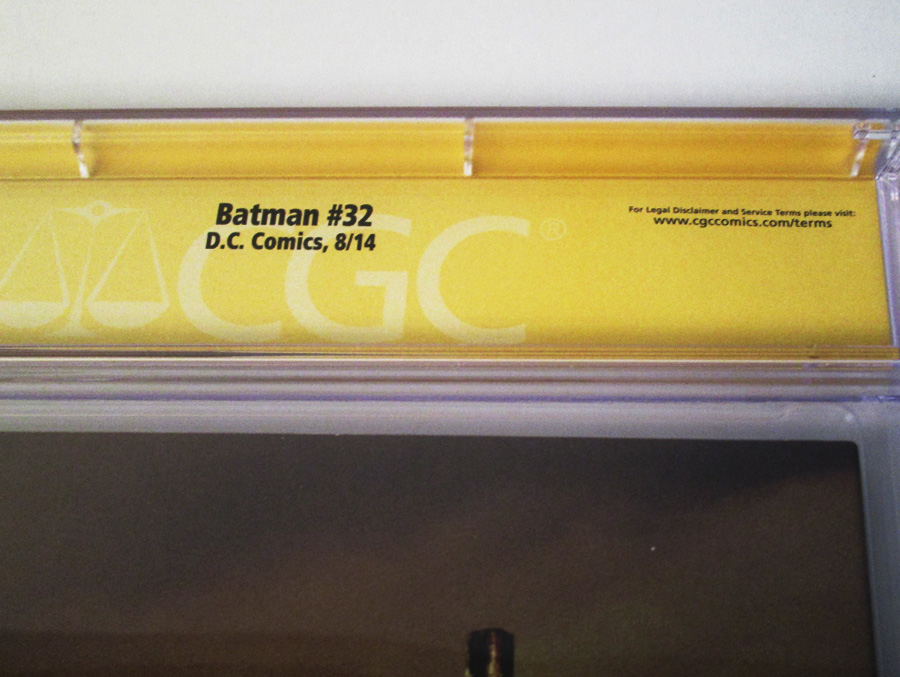 Batman #32
D.C. Comics, 8/14
For Legal Disclaimer and Service Terms please visit:
www.cgccomics.com/terms
CGC®